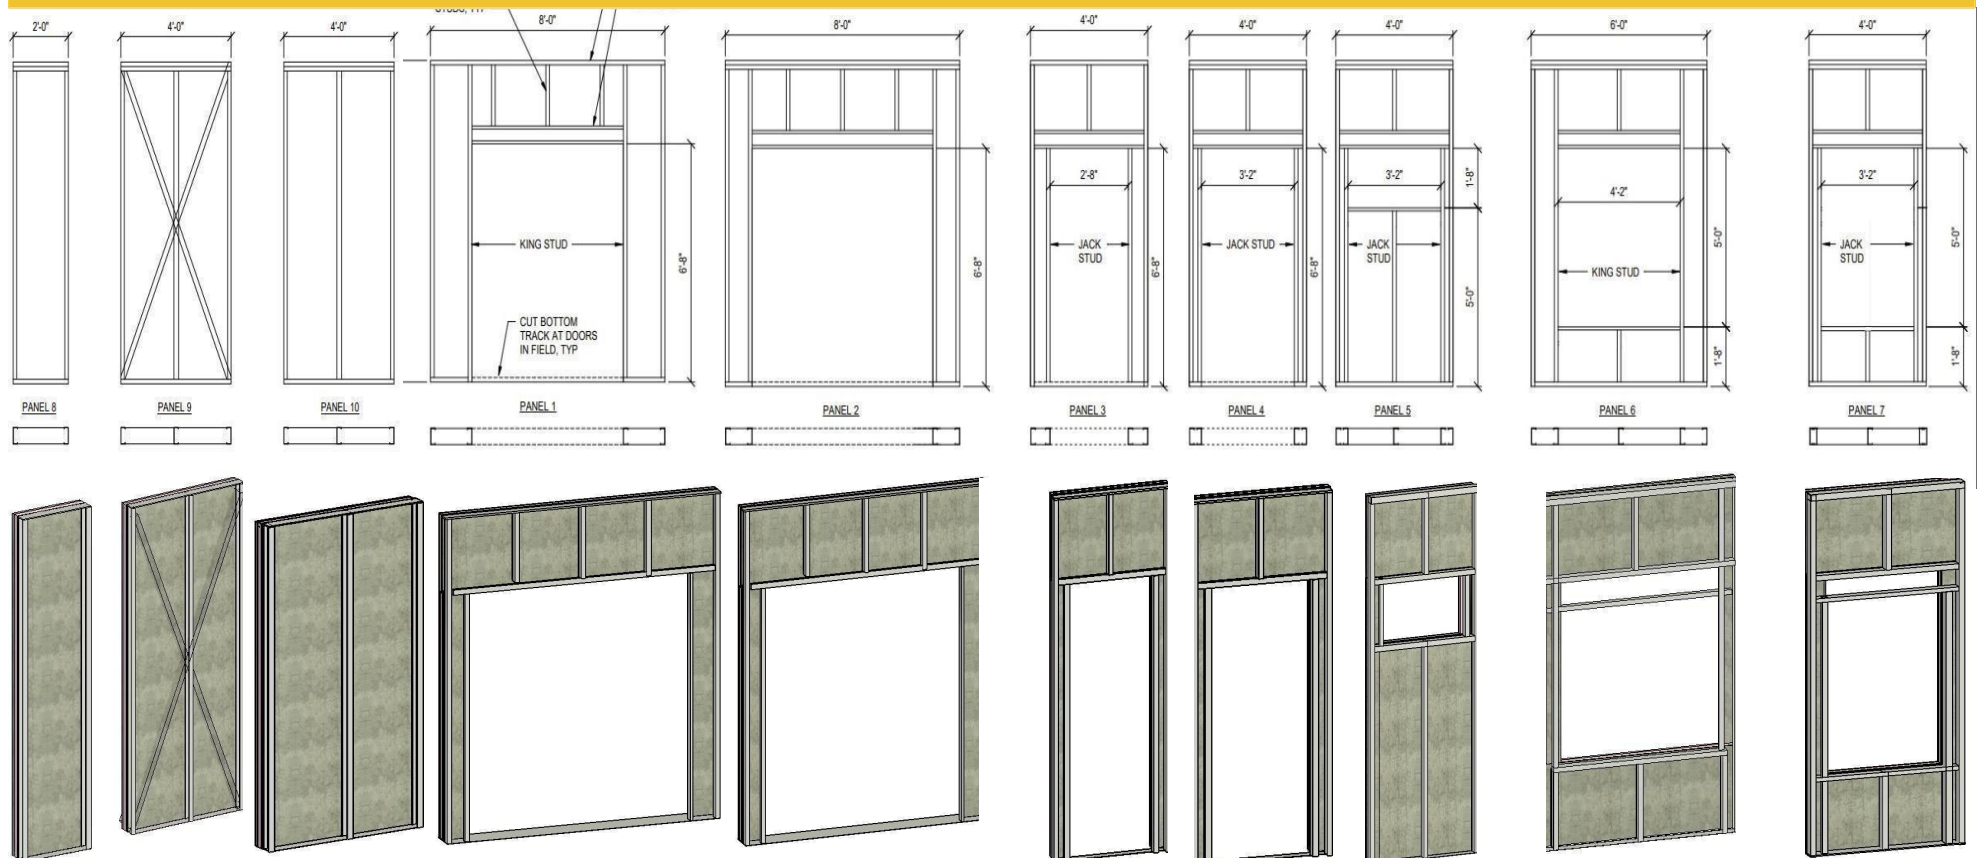 2'-0"
4'-0"
4'-0"
STUDS, TYP
8'-0"
8'-0"
4'-0"
4'-0"
4'-0"
6'-0"
4'-0"
2'-8"
3'-2"
3'-2"
1'-8"
4'-2"
3'-2"
KING STUD
6'-8"
6'-8"
JACK
STUD
6'-8"
JACK STUD
6'-8"
JACK
STUD
5'-0"
KING STUD
5'-0"
1'-8"
JACK
STUD
5'-0"
1'-8"
CUT BOTTOM
TRACK AT DOORS
IN FIELD, TYP
PANEL 8
PANEL 9
PANEL 10
PANEL 1
PANEL 2
PANEL 3
PANEL 4
PANEL 5
PANEL 6
PANEL 7